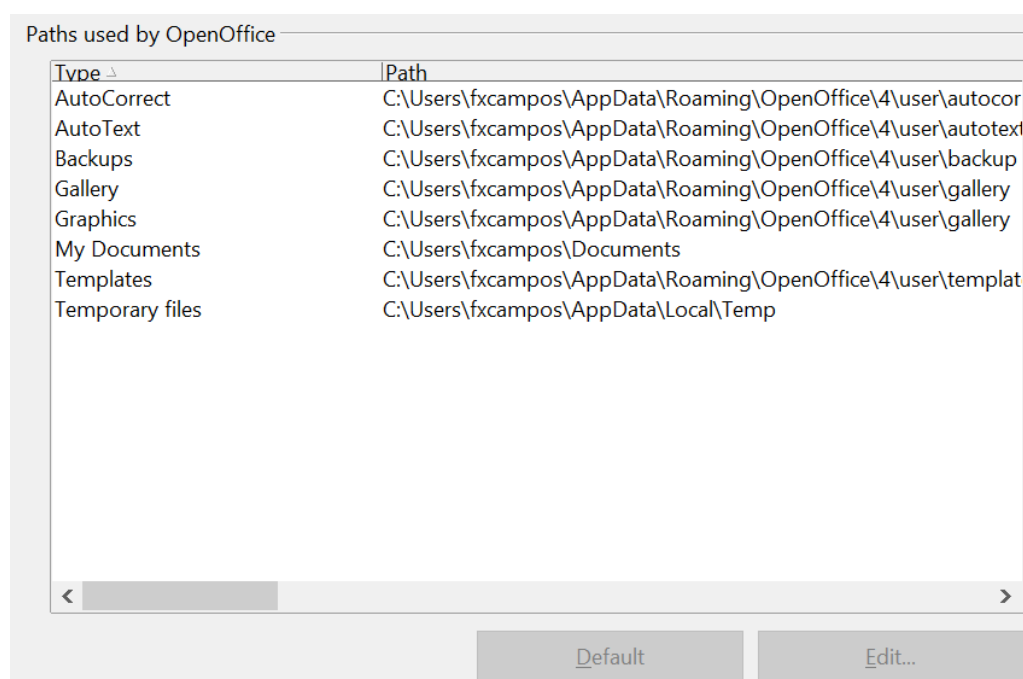 Paths used by OpenOffice
Type Path
AutoCorrect C:\Users\fxcampos\AppData\Roaming\OpenOffice\4\user\autocor
AutoText C:\Users\fxcampos\AppData\Roaming\OpenOffice\4\user\autotext
Backups C:\Users\fxcampos\AppData\Roaming\OpenOffice\4\user\backup
Gallery C:\Users\fxcampos\AppData\Roaming\OpenOffice\4\user\gallery
Graphics C:\Users\fxcampos\AppData\Roaming\OpenOffice\4\user\gallery
My Documents C:\Users\fxcampos\Documents
Templates C:\Users\fxcampos\AppData\Roaming\OpenOffice\4\user\templat
Temporary files C:\Users\fxcampos\AppData\Local\Temp
Default Edit...